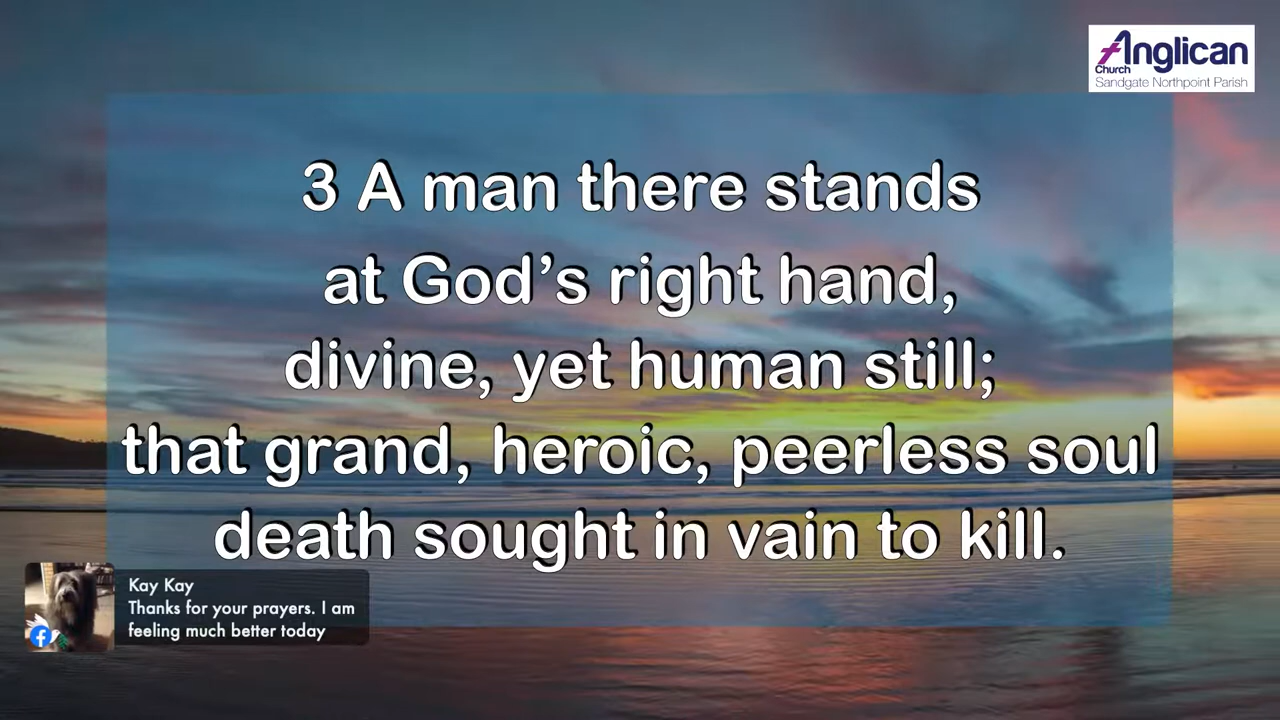 Anglican
Church
Sandgate Northpoint Parish
3 A man there stands
at God’s right hand,
divine, yet human still;
that grand, heroic, peerless soul
death sought in vain to kill.
Kay Kay
Thanks for your prayers. I am
feeling much better today